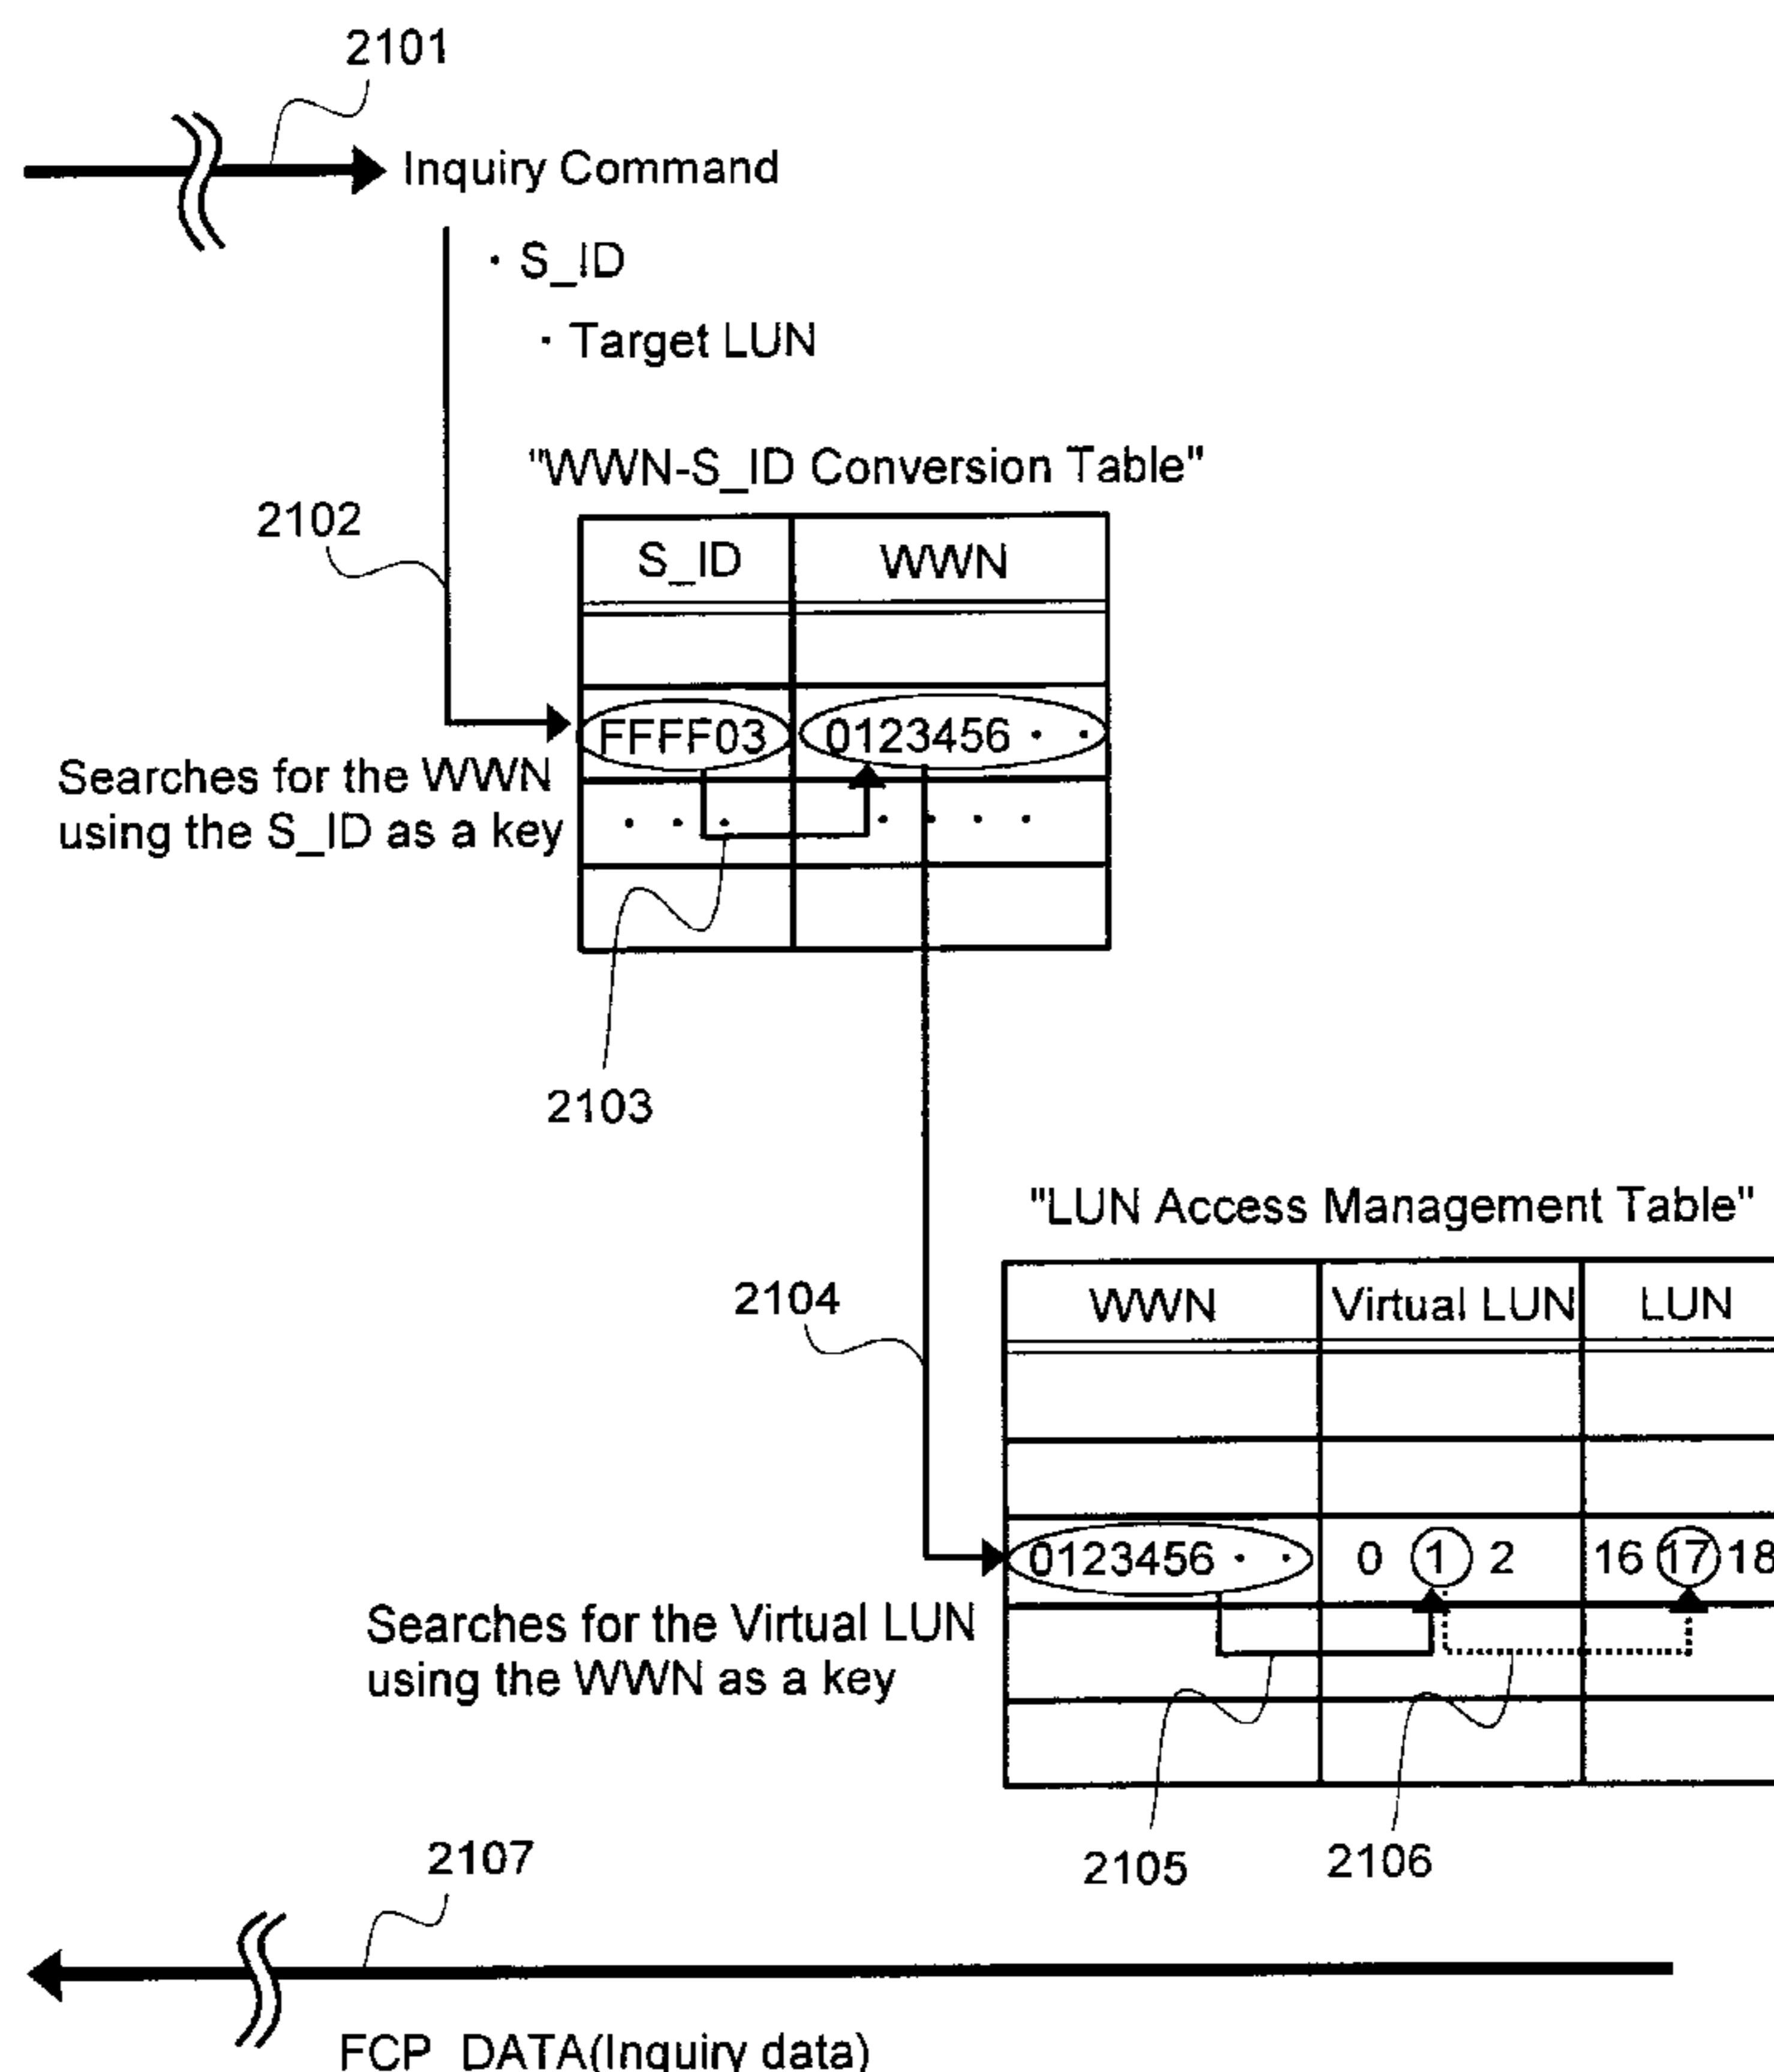 2101
Inquiry Command
· S_ID
· Target LUN
"WWN-S_ID Conversion Table"
2102
S_ID WWN
FFFF03 0123456 · ·
Searches for the WWN
using the S_ID as a key
· · · · · · ·
2103
"LUN Access Management Table"
2104
WWN Virtual LUN LUN
0123456 · · 0 1 2 16 17 18
Searches for the Virtual LUN
using the WWN as a key
2105 2106
2107
FCP_DATA(Inquiry data)